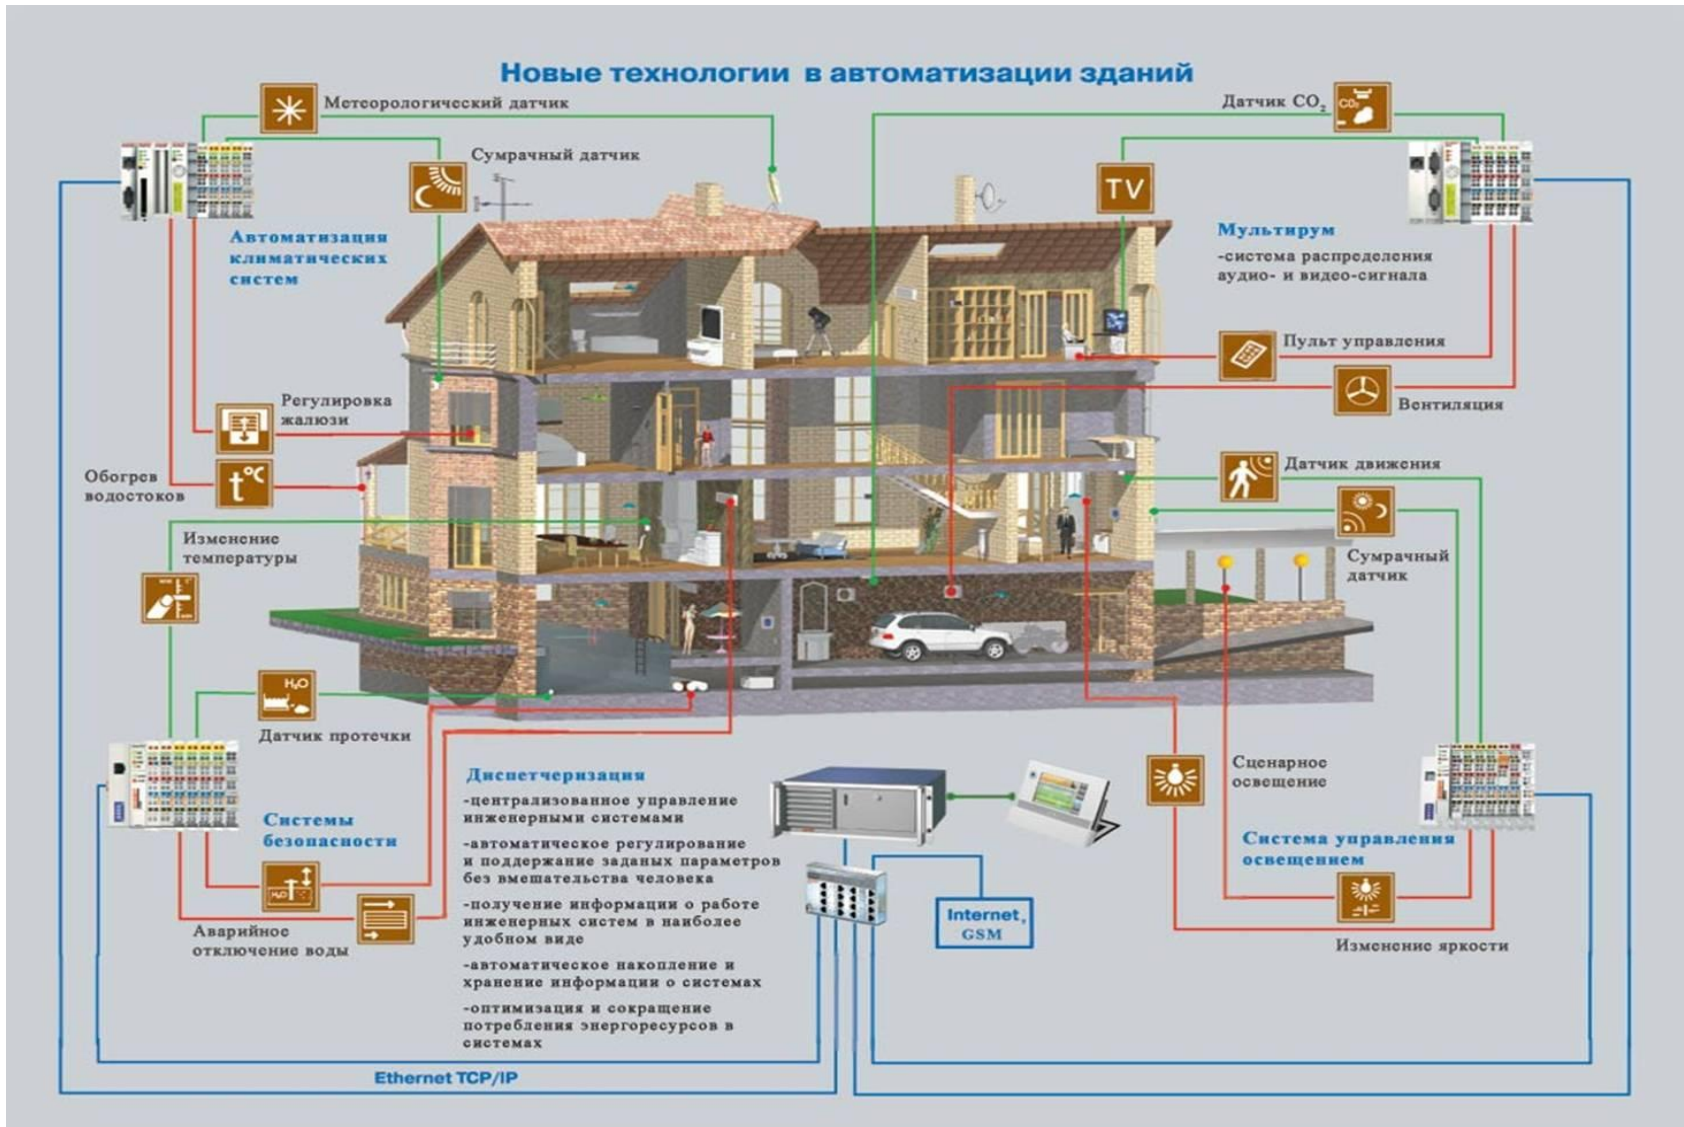 Новые технологии в автоматизации зданий
Метеорологический датчик
Датчик CO₂
CO₂
Сумрачный датчик
TV
Автоматизация
климатических
систем
Мультирум
-система распределения
аудио- и видео-сигнала
Пульт управления
Регулировка
жалюзи
Вентиляция
Обогрев
водостоков
t°C
Датчик движения
Изменение
температуры
Сумрачный
датчик
H₂O
Датчик протечки
Диспетчеризация
-централизованное управление
инженерными системами
-автоматическое регулирование
и поддержание заданых параметров
без вмешательства человека
-получение информации о работе
инженерных систем в наиболее
удобном виде
-автоматическое накопление и
хранение информации о системах
-оптимизация и сокращение
потребления энергоресурсов в
системах
Сценарное
освещение
Системы
безопасности
Система управления
освещением
H₂O
Аварийное
отключение воды
Internet,
GSM
Изменение яркости
Ethernet TCP/IP